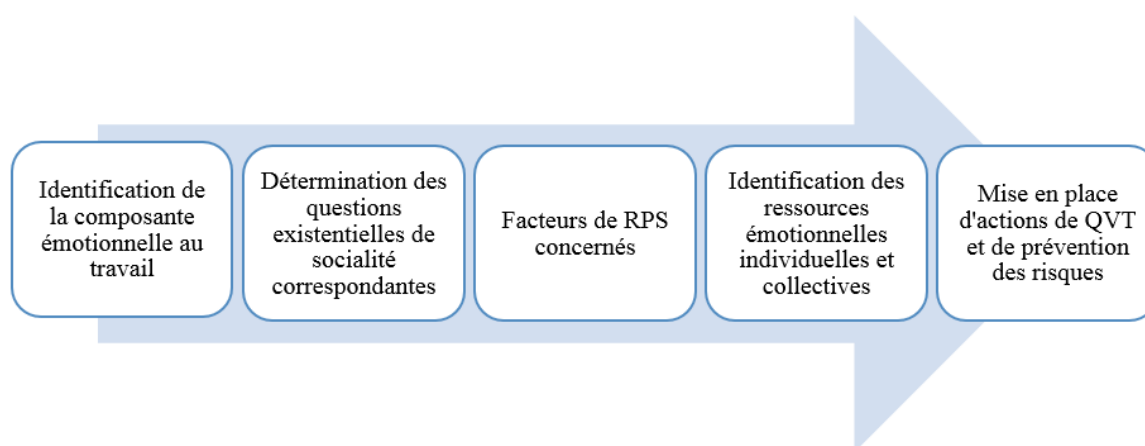 Identification de
la composante
émotionnelle au
travail
Détermination des
questions
existentielles de
socialité
correspondantes
Facteurs de RPS
concernés
Identification des
ressources
émotionnelles
individuelles et
collectives
Mise en place
d'actions de QVT
et de prévention
des risques